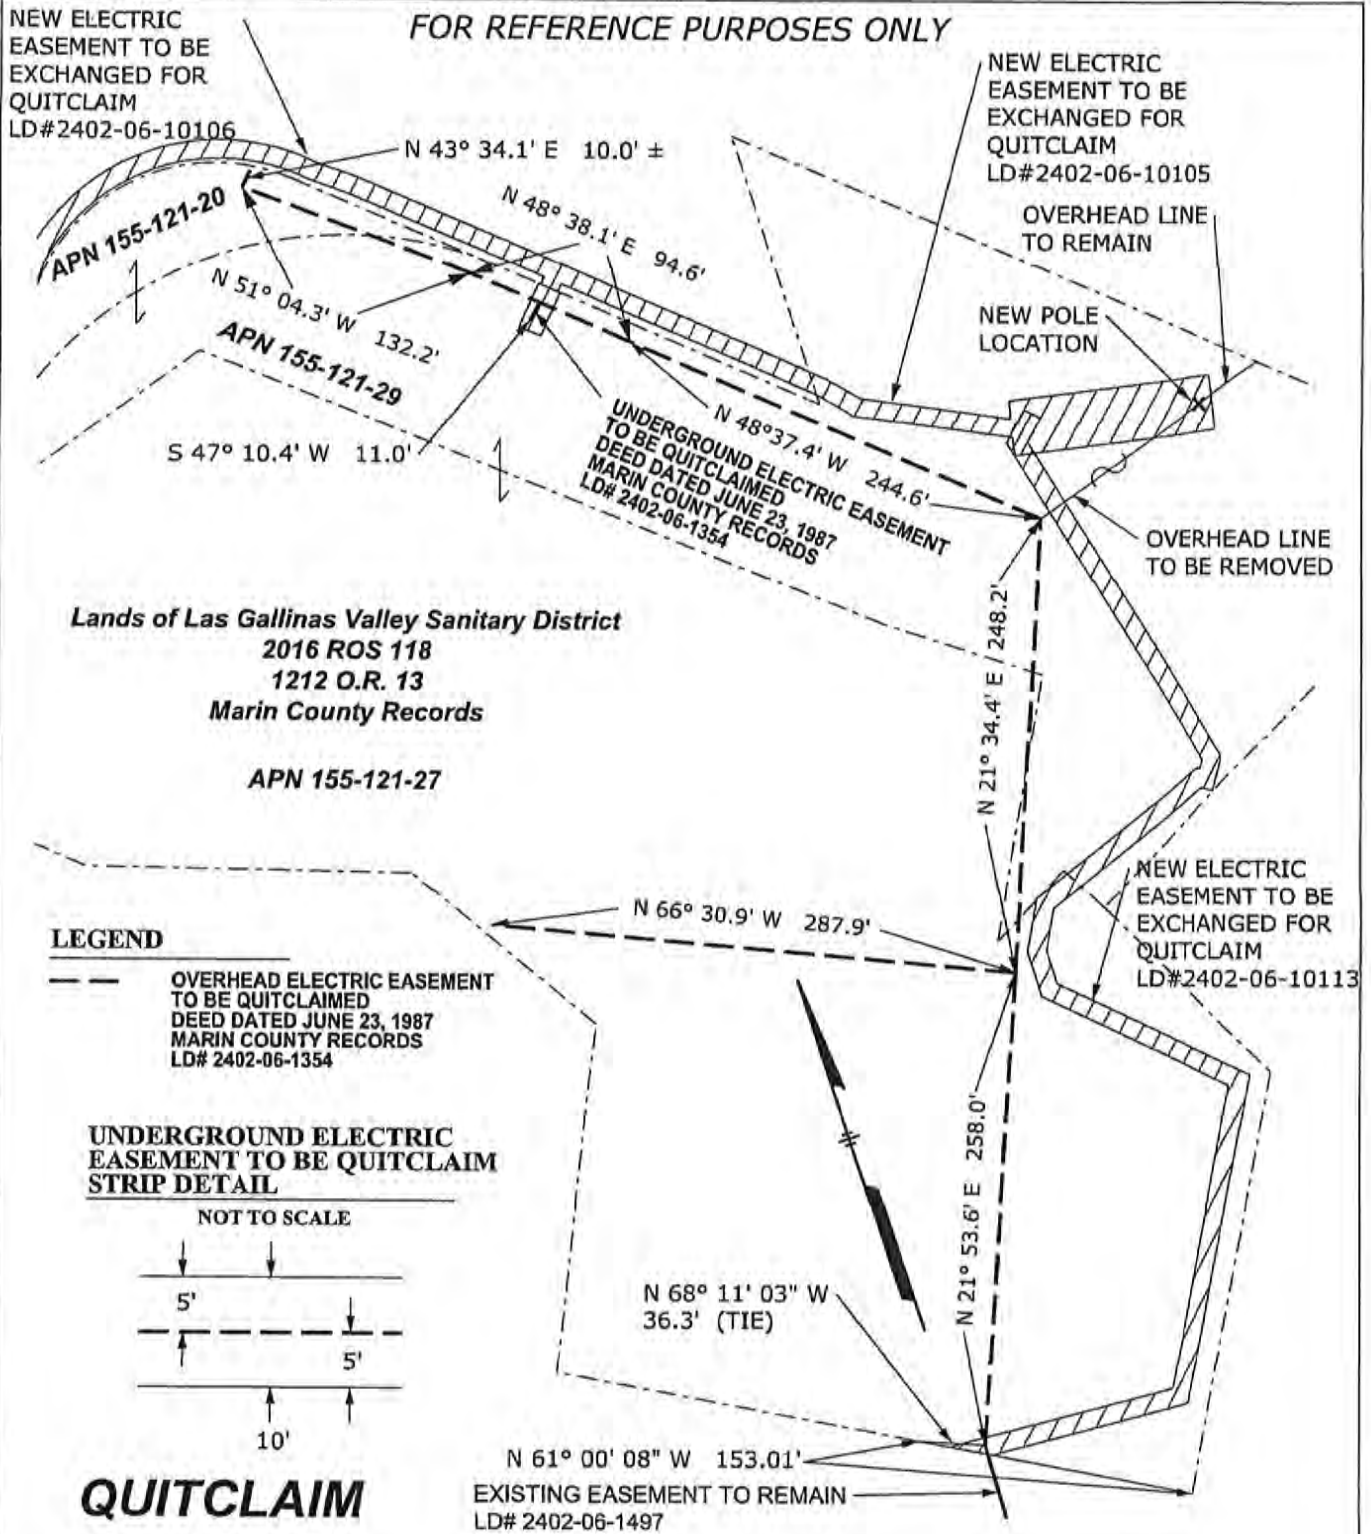 FOR REFERENCE PURPOSES ONLY
NEW ELECTRIC
EASEMENT TO BE
EXCHANGED FOR
QUITCLAIM
LD#2402-06-10106
N 43° 34.1' E 10.0' ±
NEW ELECTRIC
EASEMENT TO BE
EXCHANGED FOR
QUITCLAIM
LD#2402-06-10105
OVERHEAD LINE
TO REMAIN
NEW POLE
LOCATION
APN 155-121-20
N 48° 38.1' E 94.6'
N 51° 04.3' W 132.2'
APN 155-121-29
S 47° 10.4' W 11.0'
N 48°37.4' W 244.6'
UNDERGROUND ELECTRIC EASEMENT
TO BE QUITCLAIMED
DEED DATED JUNE 23, 1987
MARIN COUNTY RECORDS
LD# 2402-06-1354
OVERHEAD LINE
TO BE REMOVED
Lands of Las Gallinas Valley Sanitary District
2016 ROS 118
1212 O.R. 13
Marin County Records
APN 155-121-27
N 21° 34.4' E 248.2'
N 66° 30.9' W 287.9'
NEW ELECTRIC
EASEMENT TO BE
EXCHANGED FOR
QUITCLAIM
LD#2402-06-10113
LEGEND
OVERHEAD ELECTRIC EASEMENT
TO BE QUITCLAIMED
DEED DATED JUNE 23, 1987
MARIN COUNTY RECORDS
LD# 2402-06-1354
UNDERGROUND ELECTRIC
EASEMENT TO BE QUITCLAIM
STRIP DETAIL
NOT TO SCALE
5'
5'
10'
N 21° 53.6' E 258.0'
N 68° 11' 03" W
36.3' (TIE)
N 61° 00' 08" W 153.01'
EXISTING EASEMENT TO REMAIN
LD# 2402-06-1497
QUITCLAIM